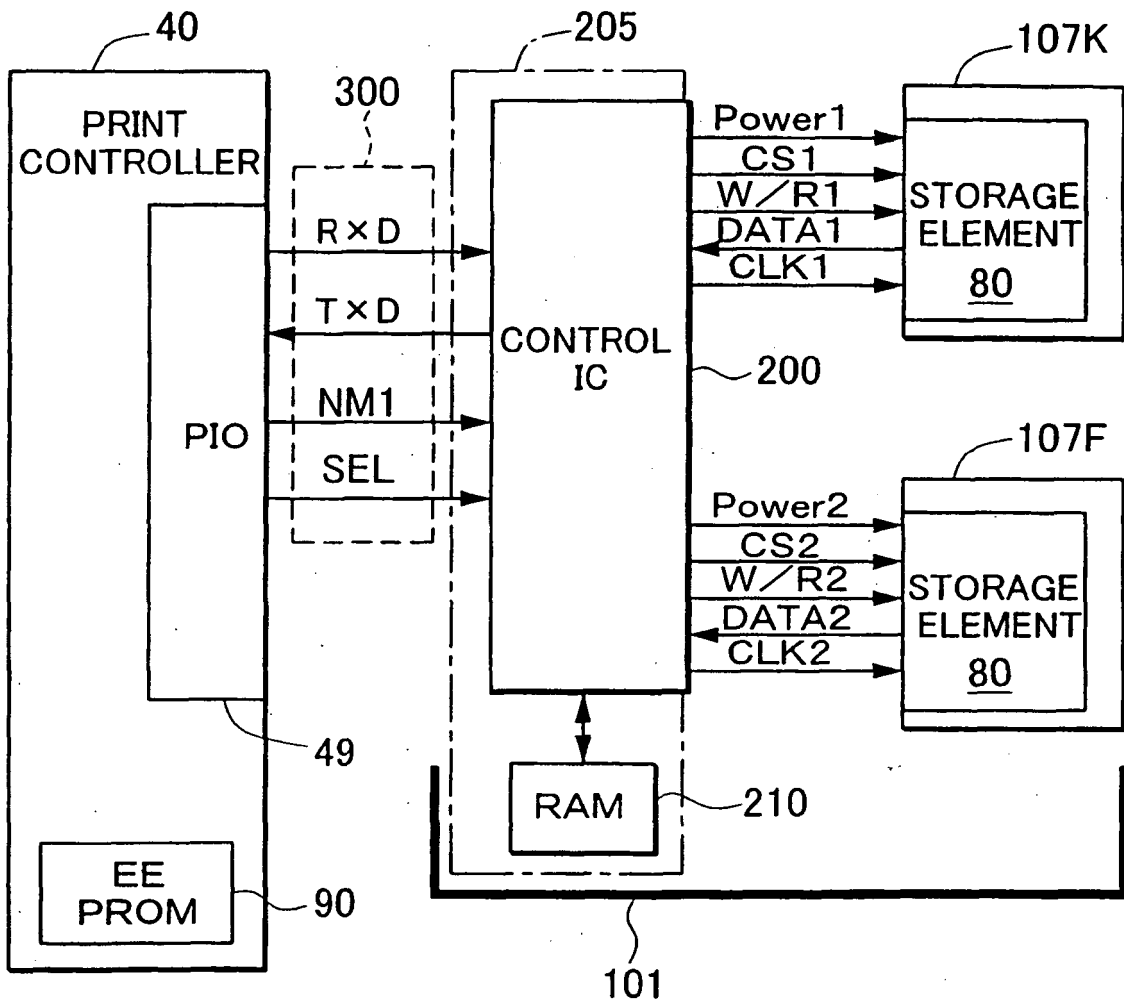 40
205
107K
PRINT
CONTROLLER
300
R×D
T×D
NM1
SEL
PIO
49
EE
PROM
90
CONTROL
IC
200
RAM
210
101
Power1
CS1
W/R1
DATA1
CLK1
STORAGE
ELEMENT
80
107F
Power2
CS2
W/R2
DATA2
CLK2
STORAGE
ELEMENT
80